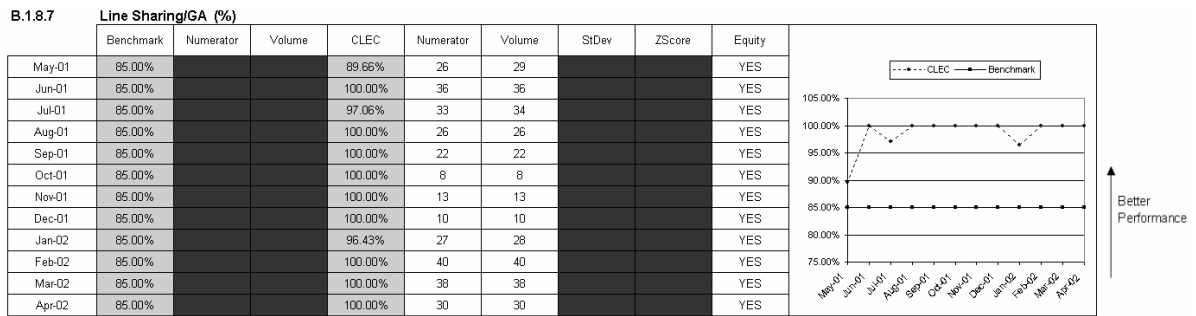 B.1.8.7 Line Sharing/GA (%)
Benchmark Numerator Volume CLEC Numerator Volume StDev ZScore Equity
May-01 85.00% 89.66% 26 29 YES
Jun-01 85.00% 100.00% 36 36 YES
Jul-01 85.00% 97.06% 33 34 YES
Aug-01 85.00% 100.00% 26 26 YES
Sep-01 85.00% 100.00% 22 22 YES
Oct-01 85.00% 100.00% 8 8 YES
Nov-01 85.00% 100.00% 13 13 YES
Dec-01 85.00% 100.00% 10 10 YES
Jan-02 85.00% 96.43% 27 28 YES
Feb-02 85.00% 100.00% 40 40 YES
Mar-02 85.00% 100.00% 38 38 YES
Apr-02 85.00% 100.00% 30 30 YES
CLEC Benchmark
105.00%
100.00%
95.00%
90.00%
85.00%
80.00%
75.00%
May-01 Jun-01 Jul-01 Aug-01 Sep-01 Oct-01 Nov-01 Dec-01 Jan-02 Feb-02 Mar-02 Apr-02
Better
Performance